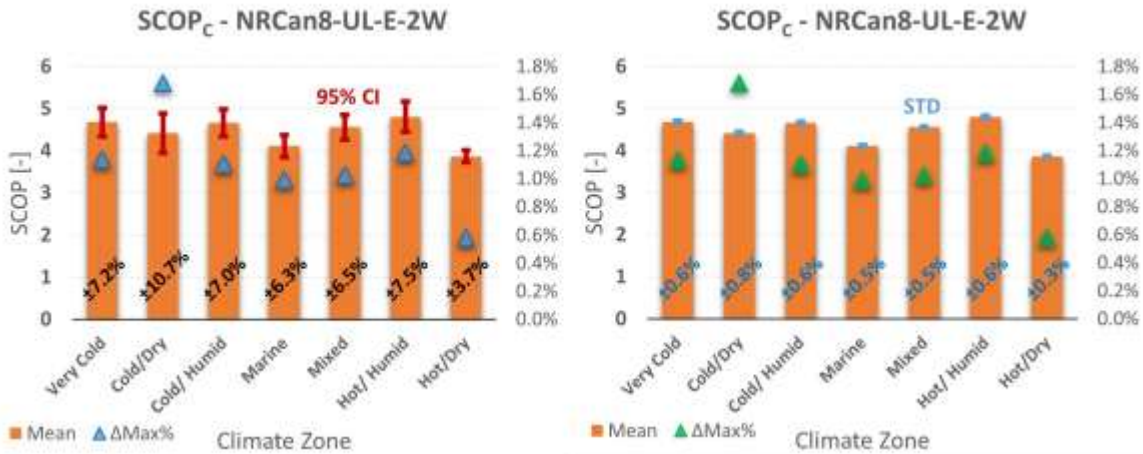 SCOPC - NRCan8-UL-E-2W
6
5
4
3
2
1
0
SCOP [-]
1.8%
1.6%
1.4%
1.2%
1.0%
0.8%
0.6%
0.4%
0.2%
0.0%
95% CI
±7.2%
±10.7%
±7.0%
±6.3%
±6.5%
±7.5%
±3.7%
Very Cold
Cold/Dry
Cold/ Humid
Marine
Mixed
Hot/ Humid
Hot/Dry
Mean
ΔMax%
Climate Zone
SCOPC - NRCan8-UL-E-2W
6
5
4
3
2
1
0
SCOP [-]
1.8%
1.6%
1.4%
1.2%
1.0%
0.8%
0.6%
0.4%
0.2%
0.0%
STD
±0.6%
±0.8%
±0.6%
±0.5%
±0.5%
±0.6%
±0.3%
Very Cold
Cold/Dry
Cold/ Humid
Marine
Mixed
Hot/ Humid
Hot/Dry
Mean
ΔMax%
Climate Zone